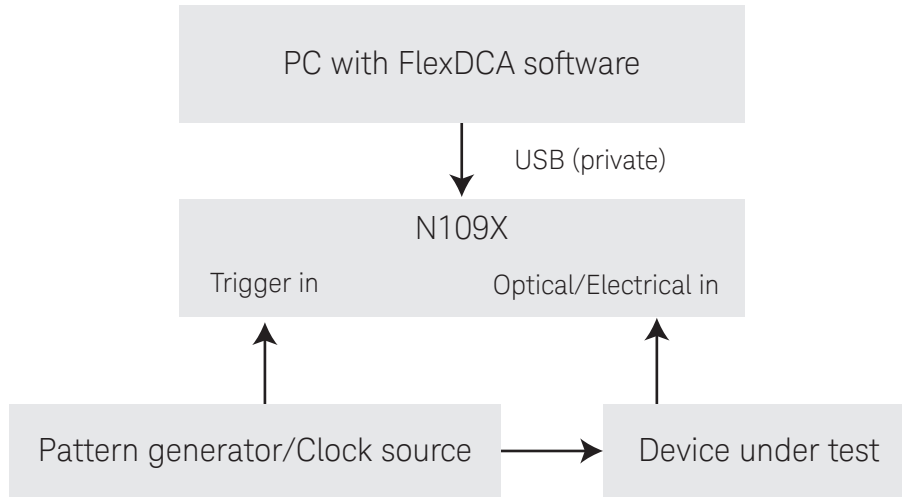 PC with FlexDCA software
USB (private)
N109X
Trigger in
Optical/Electrical in
Pattern generator/Clock source
Device under test